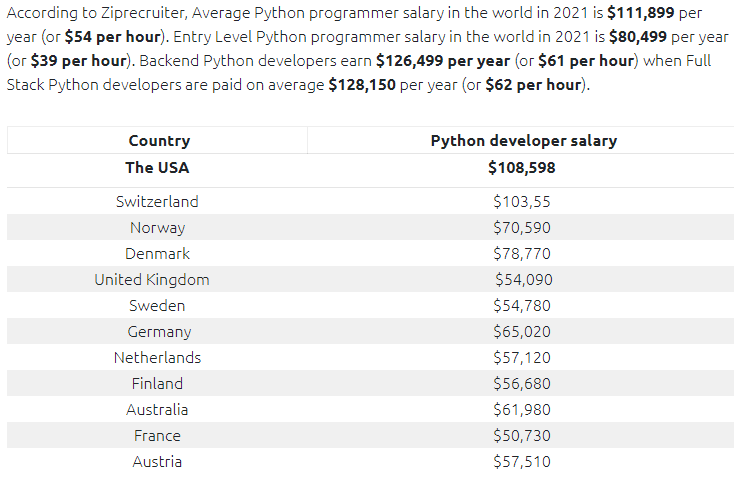 According to Ziprecruiter, Average Python programmer salary in the world in 2021 is $111,899 per
year (or $54 per hour). Entry Level Python programmer salary in the world in 2021 is $80,499 per year
(or $39 per hour). Backend Python developers earn $126,499 per year (or $61 per hour) when Full
Stack Python developers are paid on average $128,150 per year (or $62 per hour).
Country Python developer salary
The USA $108,598
Switzerland $103,55
Norway $70,590
Denmark $78,770
United Kingdom $54,090
Sweden $54,780
Germany $65,020
Netherlands $57,120
Finland $56,680
Australia $61,980
France $50,730
Austria $57,510